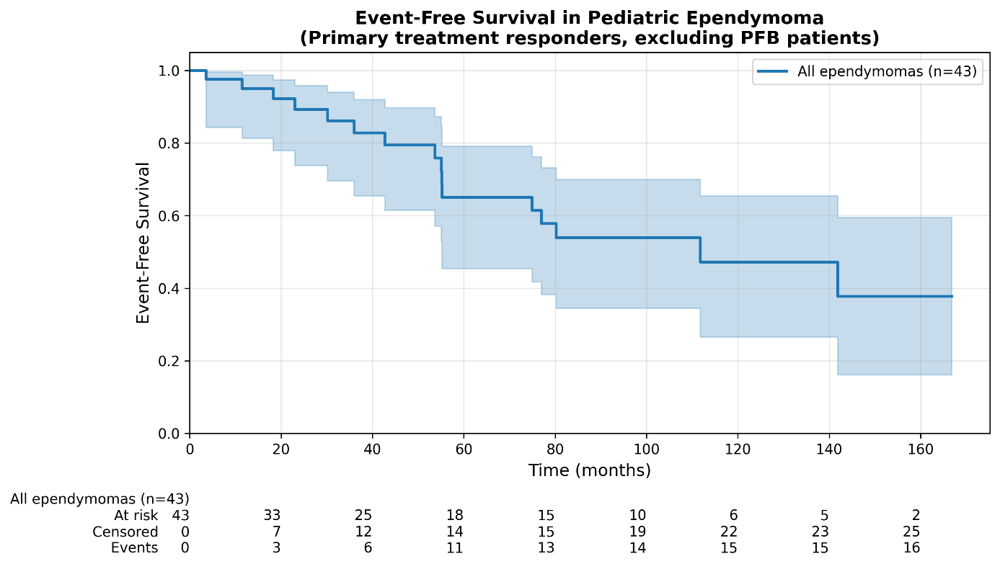 Event-Free Survival in Pediatric Ependymoma
(Primary treatment responders, excluding PFB patients)
All ependymomas (n=43)
Event-Free Survival
1.0
0.8
0.6
0.4
0.2
0.0
0 20 40 60 80 100 120 140 160
Time (months)
All ependymomas (n=43)
At risk 43 33 25 18 15 10 6 5 2
Censored 0 7 12 14 15 19 22 23 25
Events 0 3 6 11 13 14 15 15 16